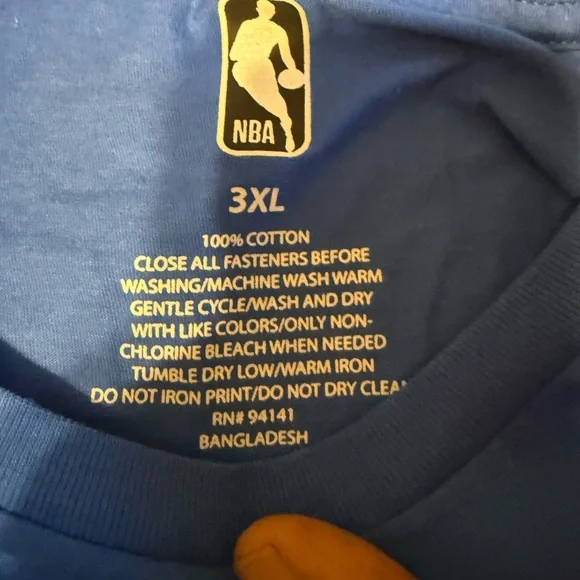 NBA
3XL
100% COTTON
CLOSE ALL FASTENERS BEFORE
WASHING/MACHINE WASH WARM
GENTLE CYCLE/WASH AND DRY
WITH LIKE COLORS/ONLY NON-
CHLORINE BLEACH WHEN NEEDED
TUMBLE DRY LOW/WARM IRON
DO NOT IRON PRINT/DO NOT DRY CLEAN
RN# 94141
BANGLADESH